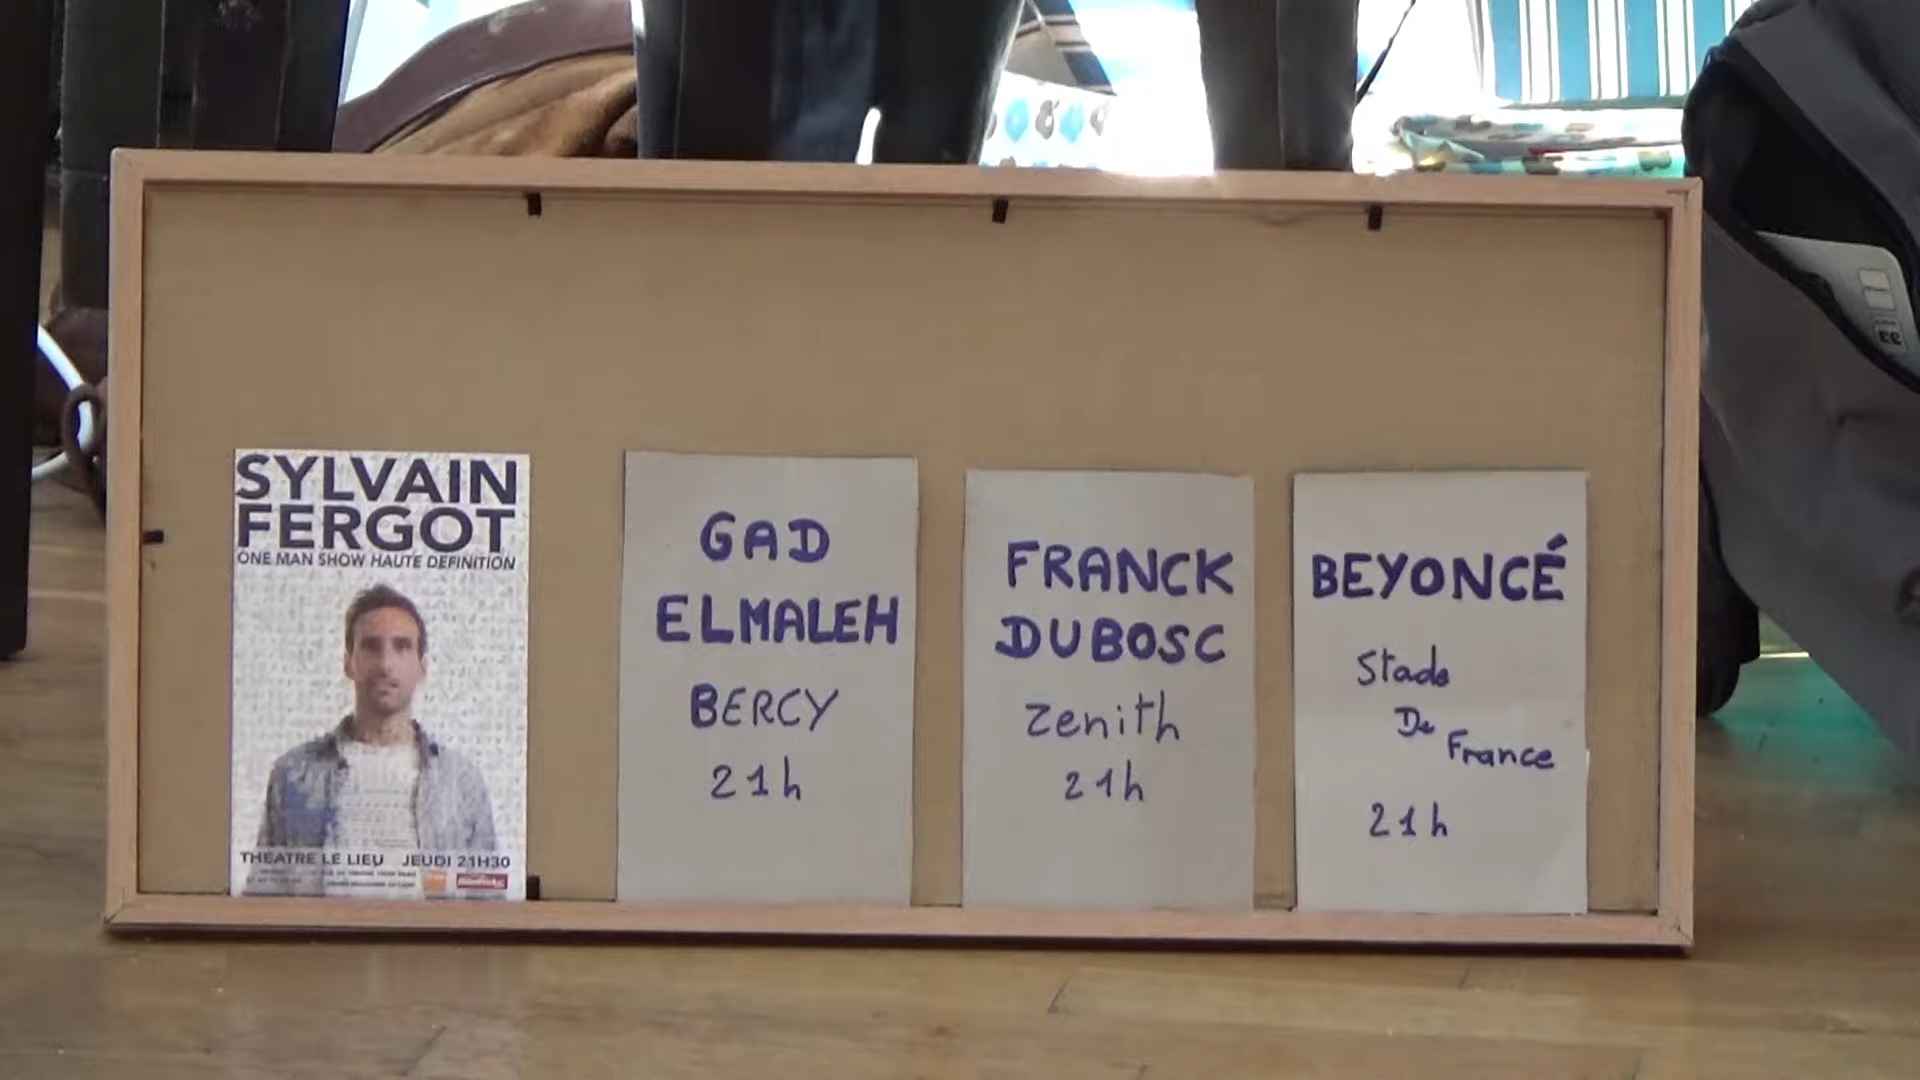 SYLVAIN
FERGOT
ONE MAN SHOW HAUTE DEFINITION
THEATRE LE LIEU JEUDI 21H30
GAD
ELMALEH
BERCY
21h
FRANCK
DUBOSC
Zenith
21h
BEYONCÉ
Stade
De
France
21h
33